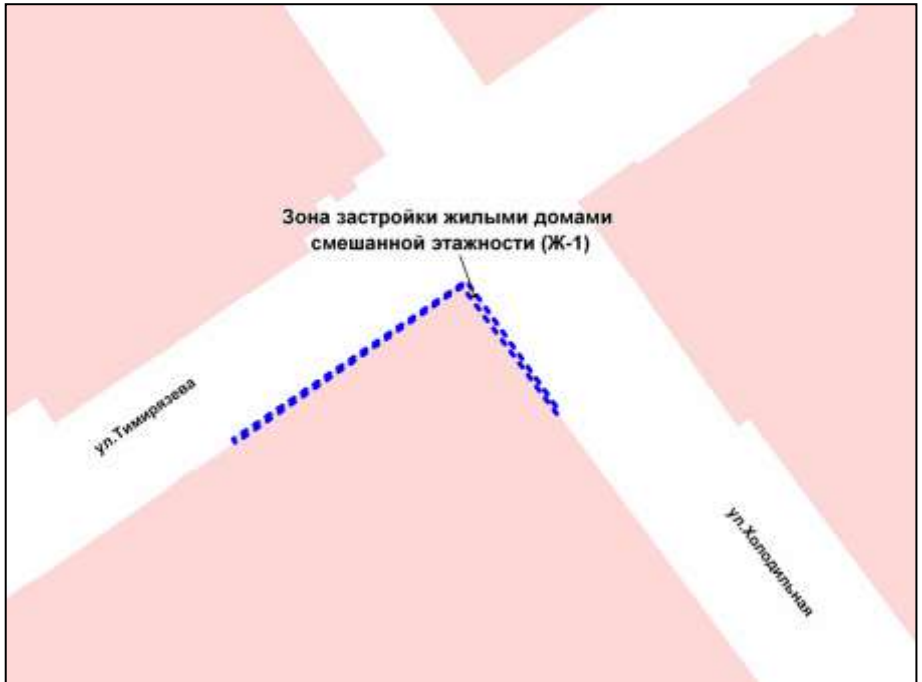 Зона застройки жилыми домами
смешанной этажности (Ж-1)
ул.Тимирязева
ул.Холодильная